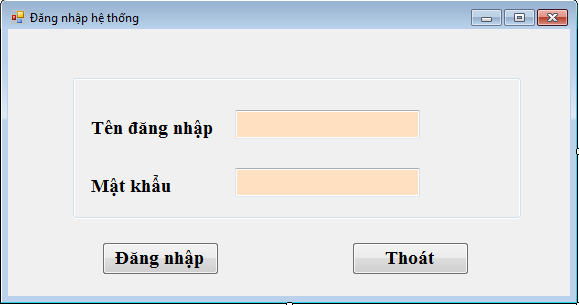 Đăng nhập hệ thống
Tên đăng nhập
Mật khẩu
Đăng nhập
Thoát